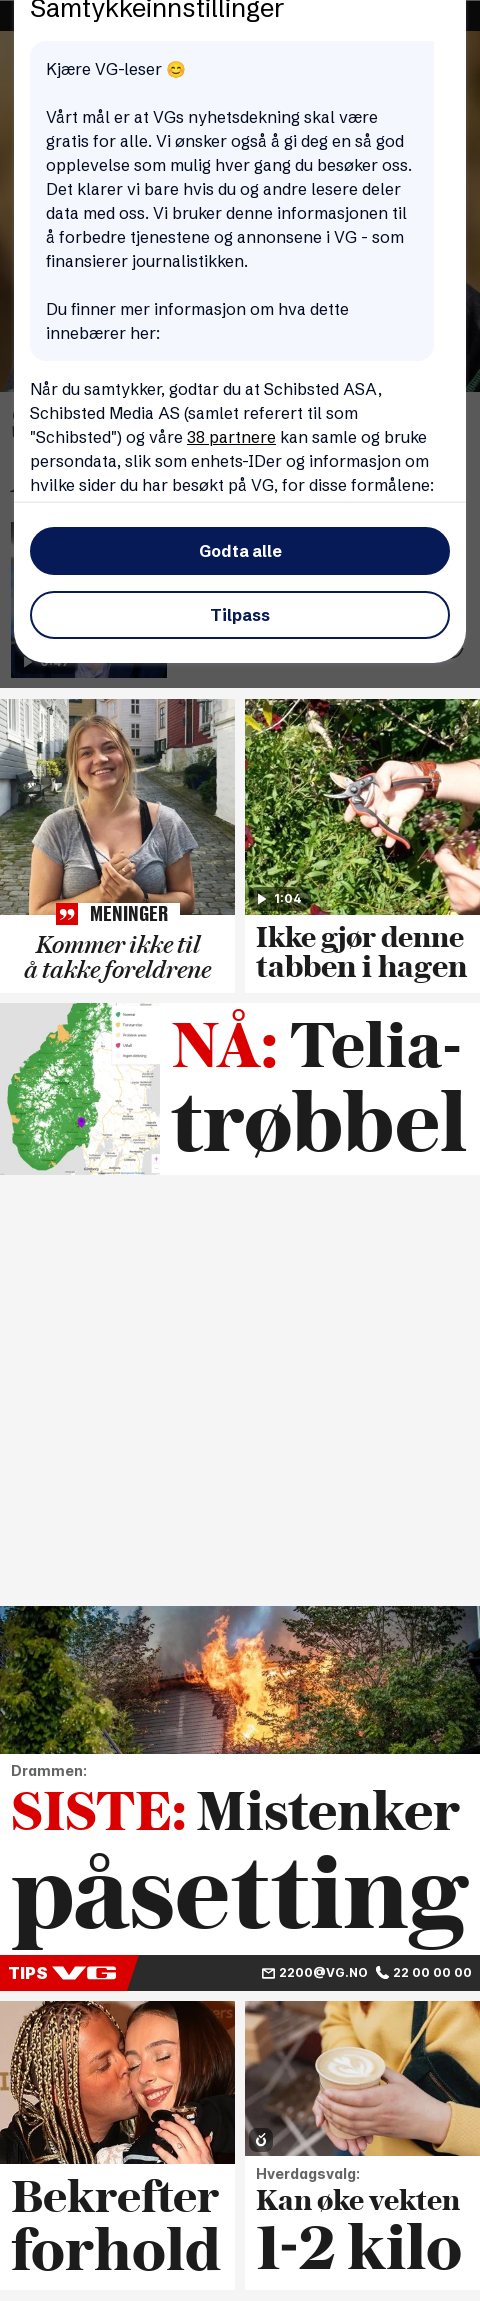 Samtykkeinnstillinger
Kjære VG-leser 😊
Vårt mål er at VGs nyhetsdekning skal være
gratis for alle. Vi ønsker også å gi deg en så god
opplevelse som mulig hver gang du besøker oss.
Det klarer vi bare hvis du og andre lesere deler
data med oss. Vi bruker denne informasjonen til
å forbedre tjenestene og annonsene i VG - som
finansierer journalistikken.
Du finner mer informasjon om hva dette
innebærer her:
Når du samtykker, godtar du at Schibsted ASA,
Schibsted Media AS (samlet referert til som
"Schibsted") og våre 38 partnere kan samle og bruke
persondata, slik som enhets-IDer og informasjon om
hvilke sider du har besøkt på VG, for disse formålene:
Godta alle
Tilpass
MENINGER
Kommer ikke til
å takke foreldrene
1:04
Ikke gjør denne
tabben i hagen
NÅ: Telia-
trøbbel
Drammen:
SISTE: Mistenker
påsetting
TIPS VG 2200@VG.NO 22 00 00 00
Bekrefter
forhold
Hverdagsvalg:
Kan øke vekten
1-2 kilo